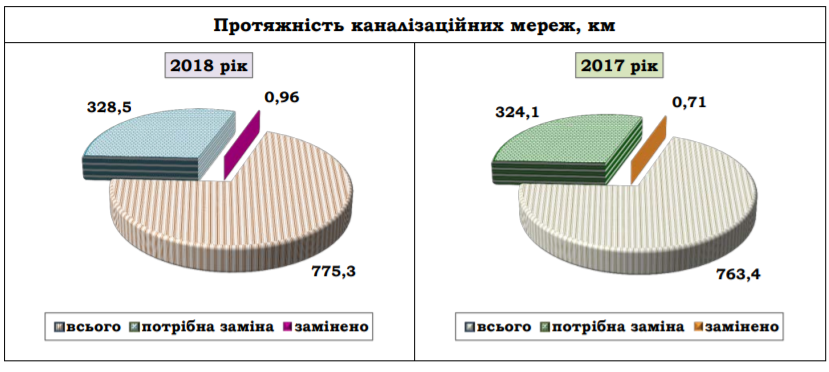 Протяжність каналізаційних мереж, км
2018 рік
328,5
0,96
775,3
всього потрібна заміна замінено
2017 рік
324,1
0,71
763,4
всього потрібна заміна замінено